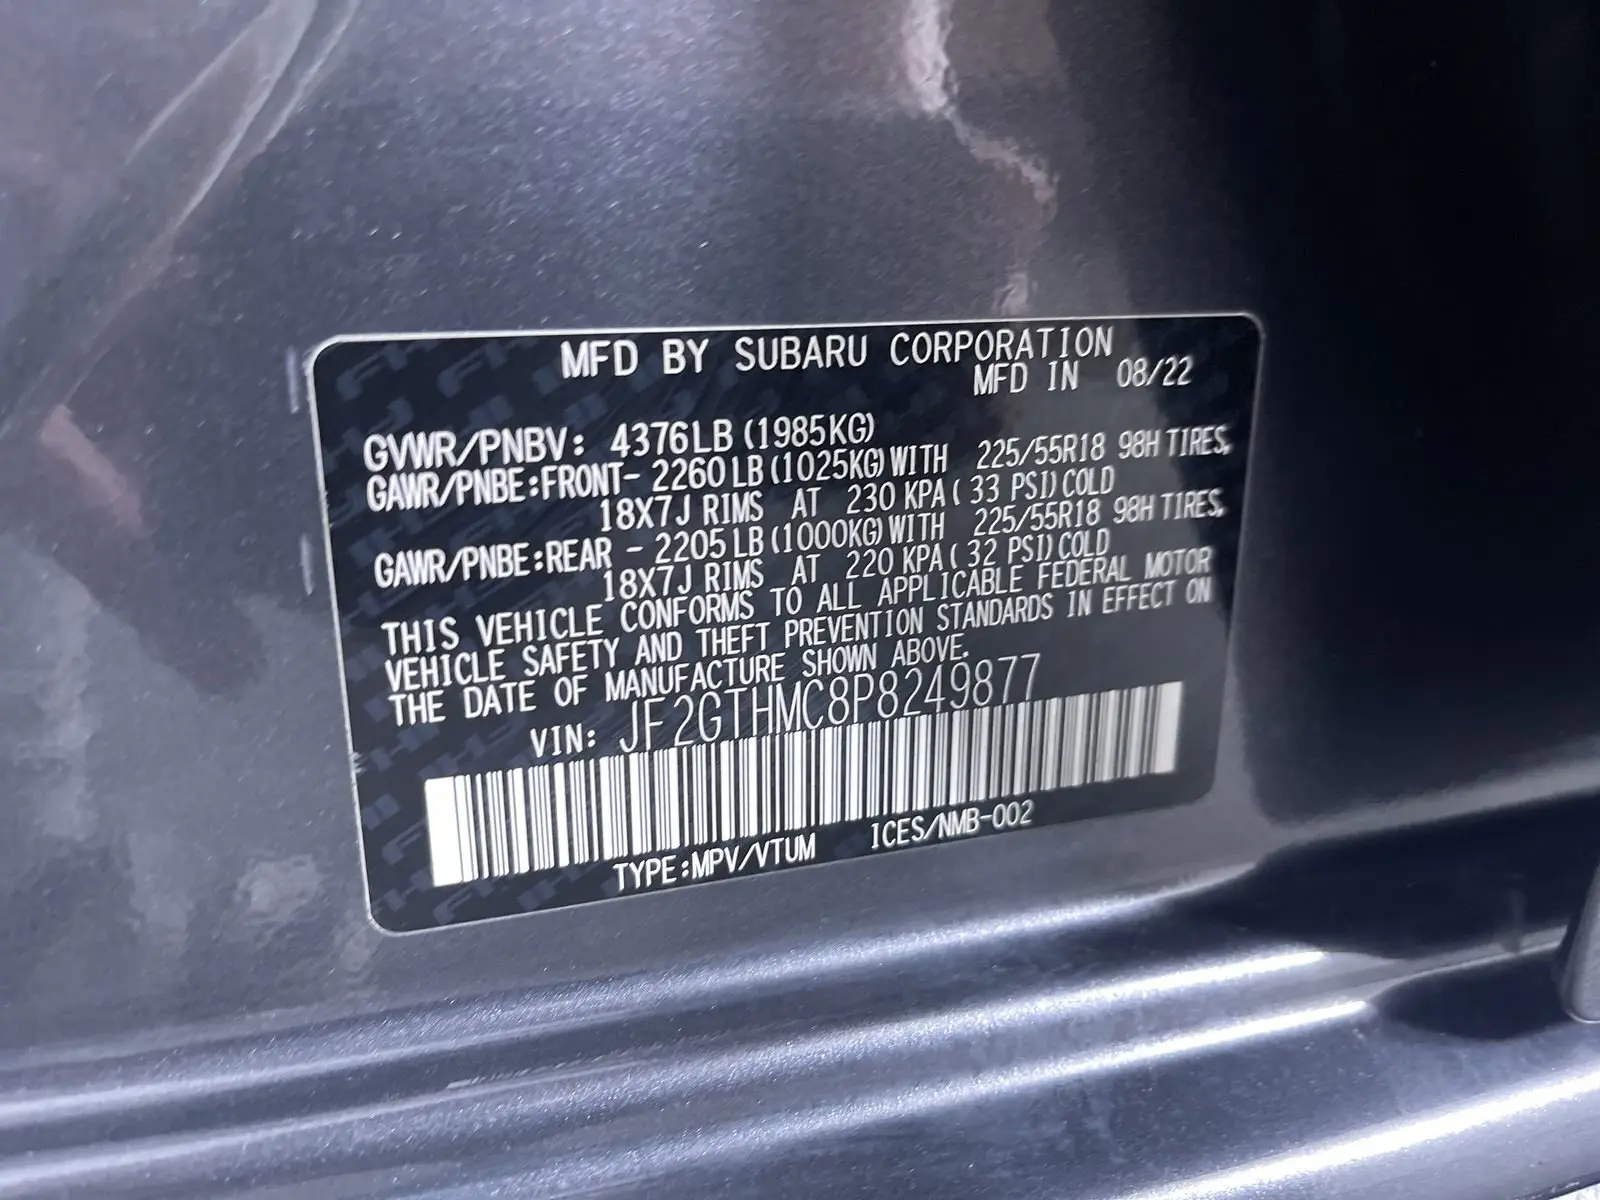 MFD BY SUBARU CORPORATION
MFD IN 08/22
GVWR/PNBV: 4376LB (1985KG)
GAWR/PNBE:FRONT- 2260LB (1025KG) WITH 225/55R18 98H TIRES,
18X7J RIMS AT 230 KPA ( 33 PSI) COLD
GAWR/PNBE:REAR - 2205LB (1000KG) WITH 225/55R18 98H TIRES,
18X7J RIMS AT 220 KPA ( 32 PSI) COLD
THIS VEHICLE CONFORMS TO ALL APPLICABLE FEDERAL MOTOR
VEHICLE SAFETY AND THEFT PREVENTION STANDARDS IN EFFECT ON
THE DATE OF MANUFACTURE SHOWN ABOVE.
VIN: JF2GTHMC8P8249877
TYPE:MPV/VTUM ICES/NMB-002